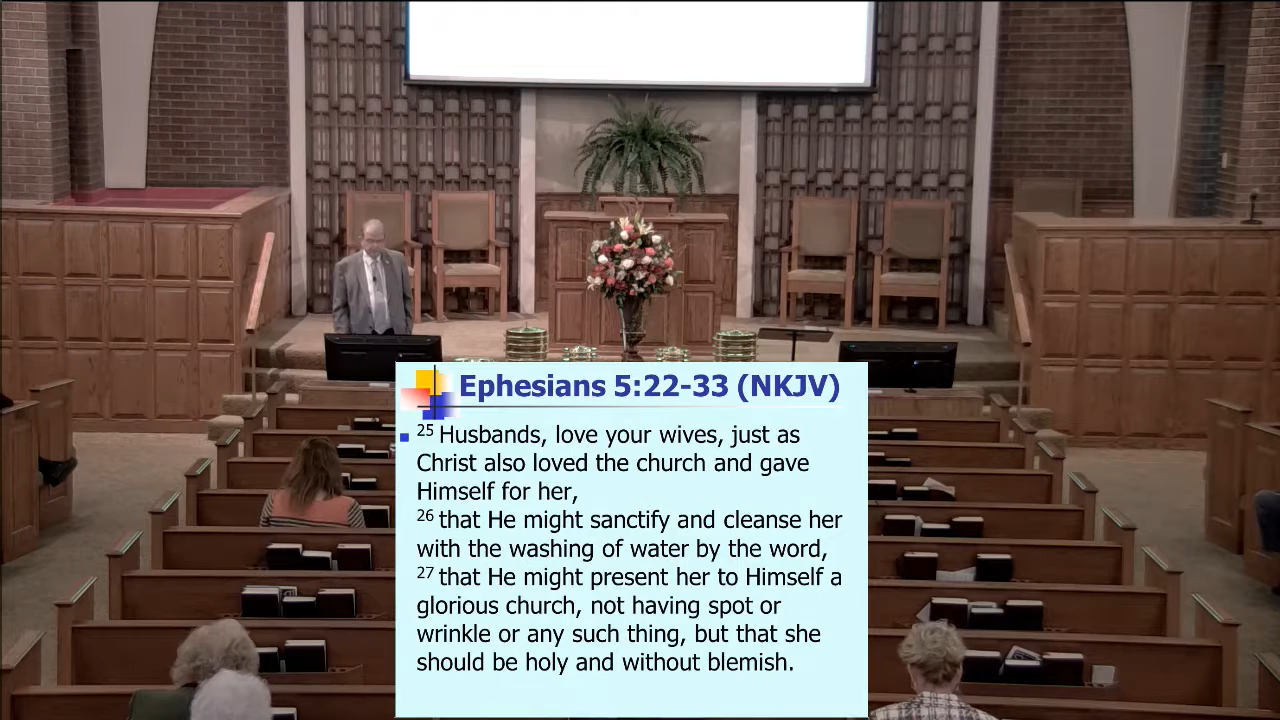 Ephesians 5:22-33 (NKJV)
25 Husbands, love your wives, just as
Christ also loved the church and gave
Himself for her,
26 that He might sanctify and cleanse her
with the washing of water by the word,
27 that He might present her to Himself a
glorious church, not having spot or
wrinkle or any such thing, but that she
should be holy and without blemish.